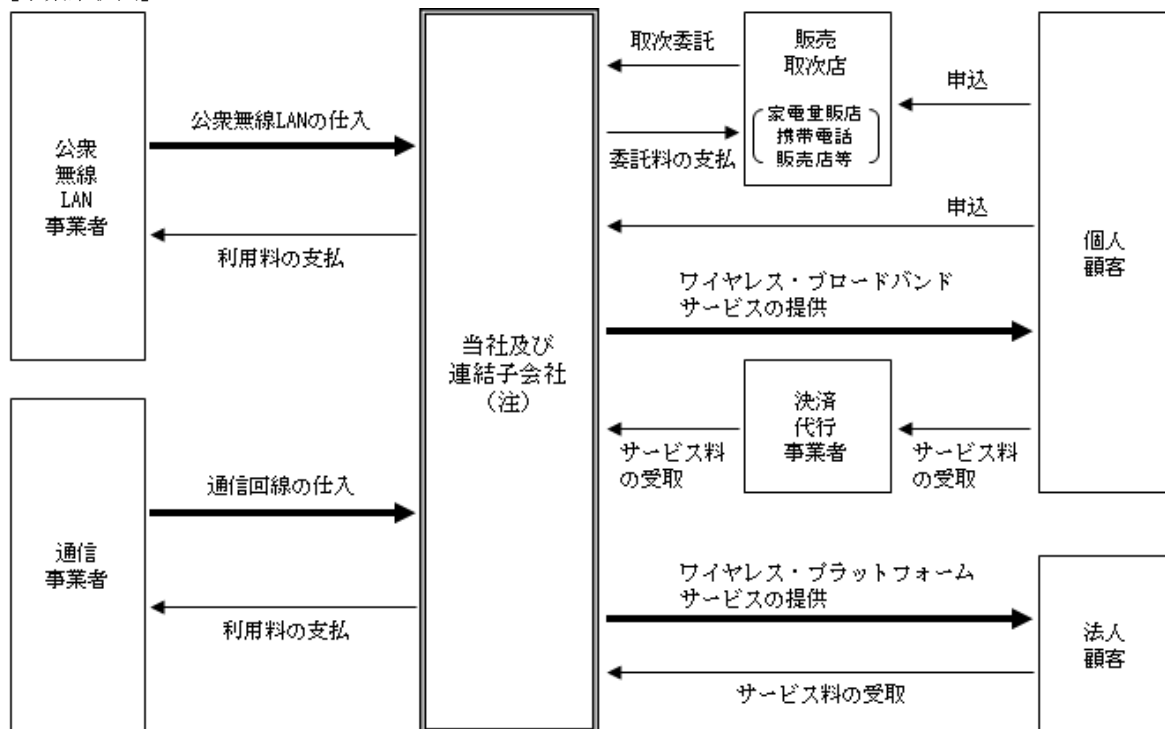 公衆
無線
LAN
事業者
公衆無線LANの仕入
利用料の支払
通信
事業者
通信回線の仕入
利用料の支払
当社及び
連結子会社
(注)
取次委託
委託料の支払
販売
取次店
家電量販店
携帯電話
販売店等
申込
申込
ワイヤレス・ブロードバンド
サービスの提供
決済
代行
事業者
サービス料
の受取
サービス料
の受取
個人
顧客
ワイヤレス・プラットフォーム
サービスの提供
サービス料の受取
法人
顧客